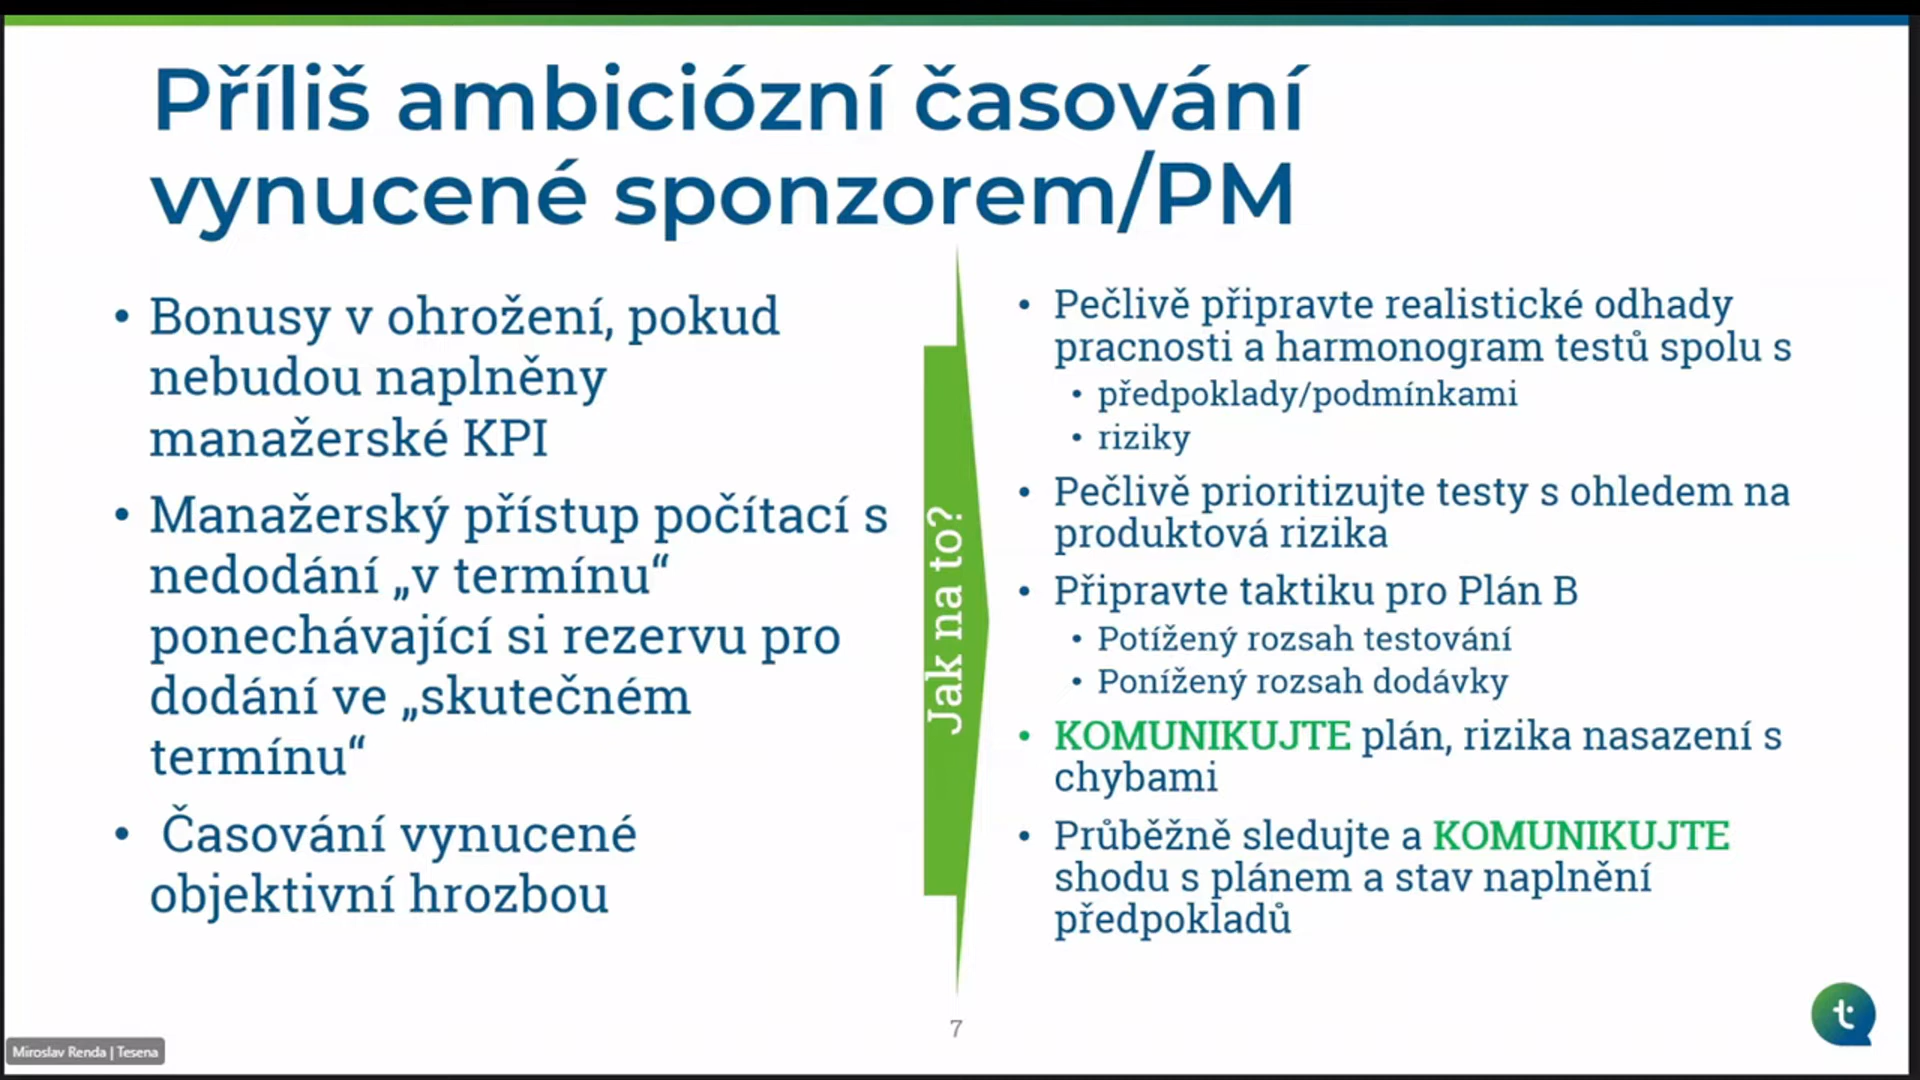 Příliš ambiciózní časování
vynucené sponzorem/PM
• Bonusy v ohrožení, pokud
nebudou naplněny
manažerské KPI
• Manažerský přístup počítací s
nedodání „v termínu“
ponechávající si rezervu pro
dodání ve „skutečném
termínu“
• Časování vynucené
objektivní hrozbou
Jak na to?
• Pečlivě připravte realistické odhady
pracnosti a harmonogram testů spolu s
• předpoklady/podmínkami
• riziky
• Pečlivě prioritizujte testy s ohledem na
produktová rizika
• Připravte taktiku pro Plán B
• Potížený rozsah testování
• Ponížený rozsah dodávky
• KOMUNIKUJTE plán, rizika nasazení s
chybami
• Průběžně sledujte a KOMUNIKUJTE
shodu s plánem a stav naplnění
předpokladů
7
t
Miroslav Renda | Tesena